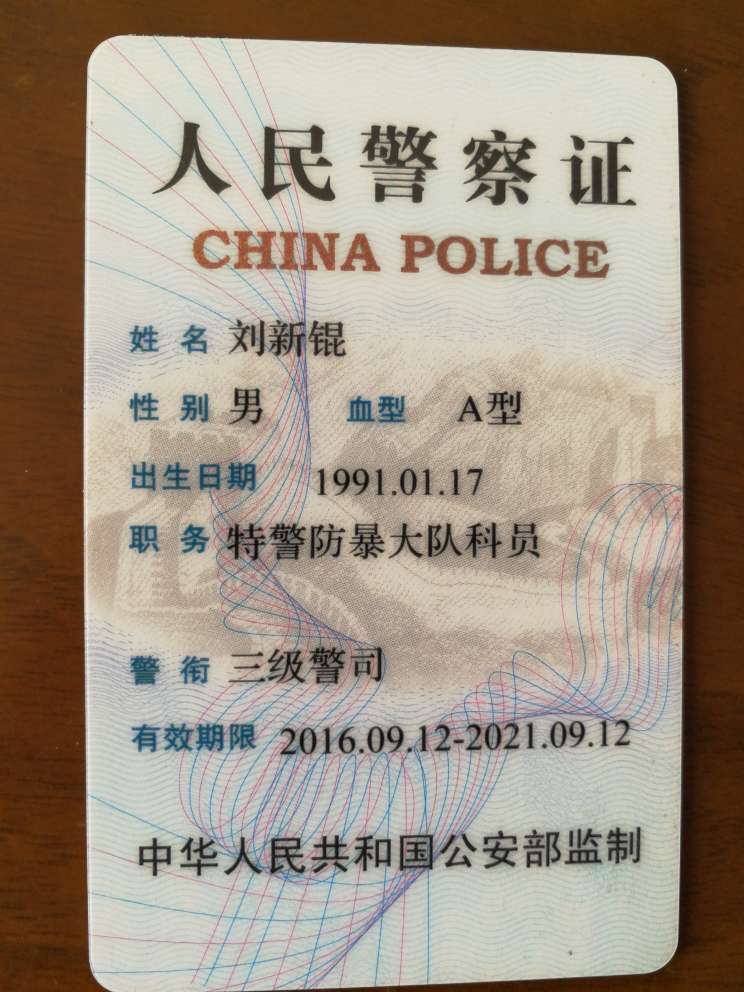 人民警察证
CHINA POLICE
姓名 刘新锟
性别 男 血型 A型
出生日期 1991.01.17
职务 特警防暴大队科员
警衔 三级警司
有效期限 2016.09.12-2021.09.12
中华人民共和国公安部监制